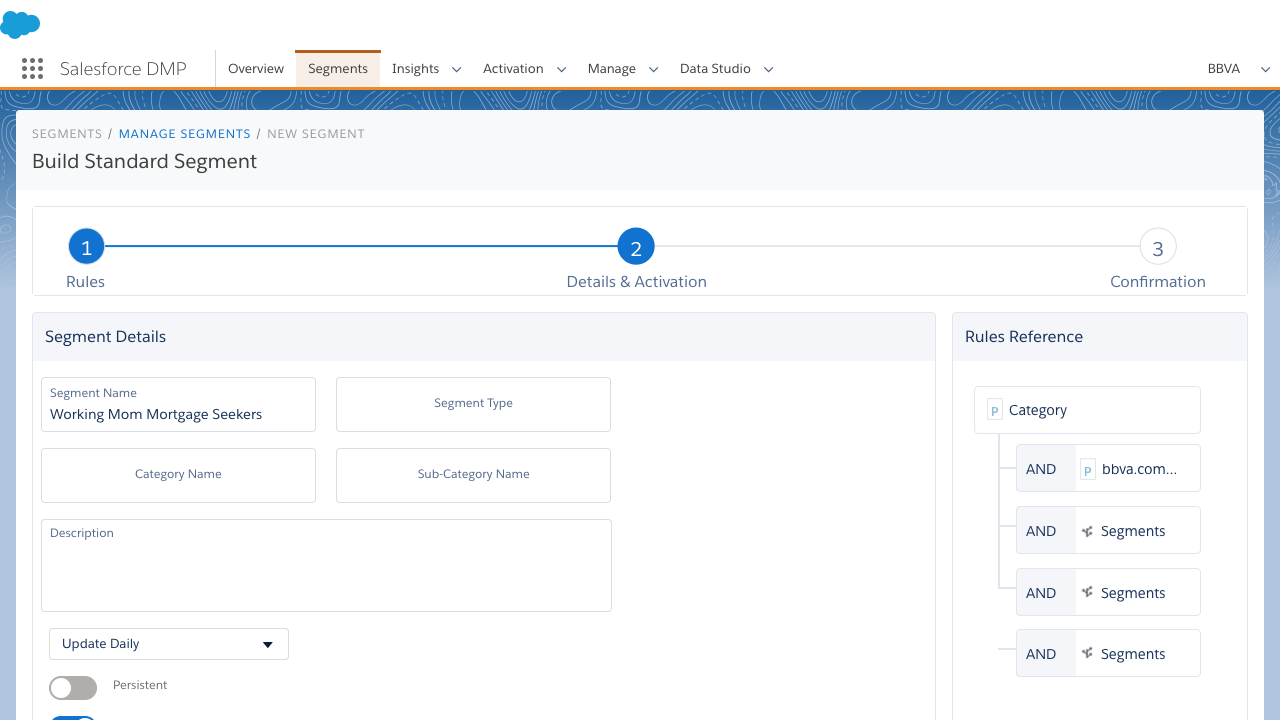 Salesforce DMP
Overview
Segments
Insights
Activation
Manage
Data Studio
BBVA
SEGMENTS / MANAGE SEGMENTS / NEW SEGMENT
Build Standard Segment
1
2
3
Rules
Details & Activation
Confirmation
Segment Details
Segment Name
Working Mom Mortgage Seekers
Segment Type
Category Name
Sub-Category Name
Description
Update Daily
Persistent
Rules Reference
P Category
AND P bbva.com...
AND Segments
AND Segments
AND Segments